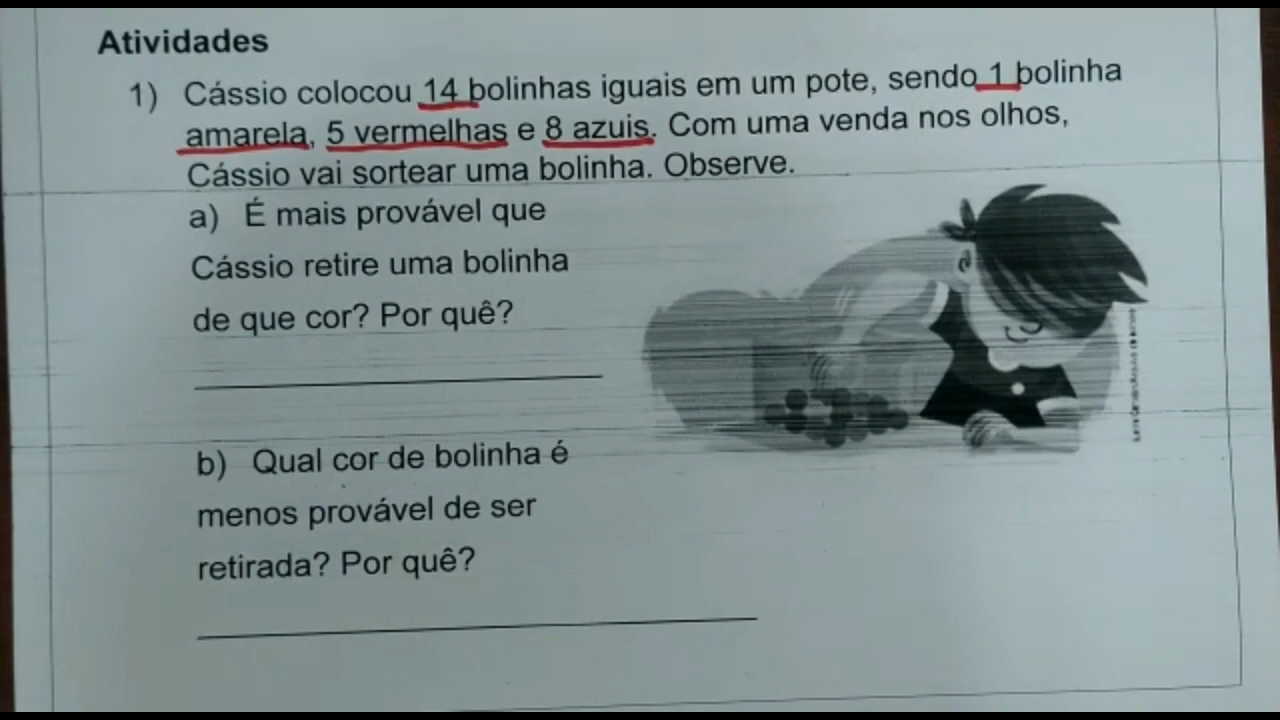 Atividades
1) Cássio colocou 14 bolinhas iguais em um pote, sendo 1 bolinha
amarela, 5 vermelhas e 8 azuis. Com uma venda nos olhos,
Cássio vai sortear uma bolinha. Observe.
a) É mais provável que
Cássio retire uma bolinha
de que cor? Por quê?
b) Qual cor de bolinha é
menos provável de ser
retirada? Por quê?